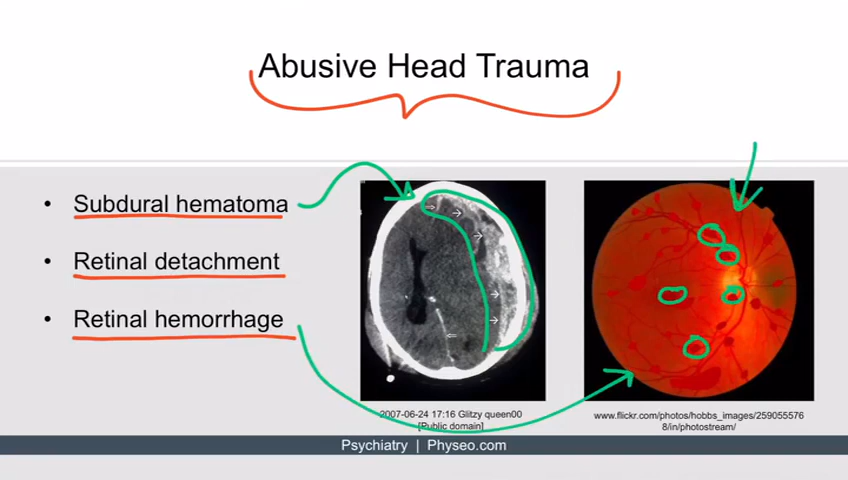 Abusive Head Trauma
• Subdural hematoma
• Retinal detachment
• Retinal hemorrhage
2007-06-24 17:16 Glitzy queen00
[Public domain]
www.flickr.com/photos/hobbs_images/259055576
8/in/photostream/
Psychiatry | Physeo.com